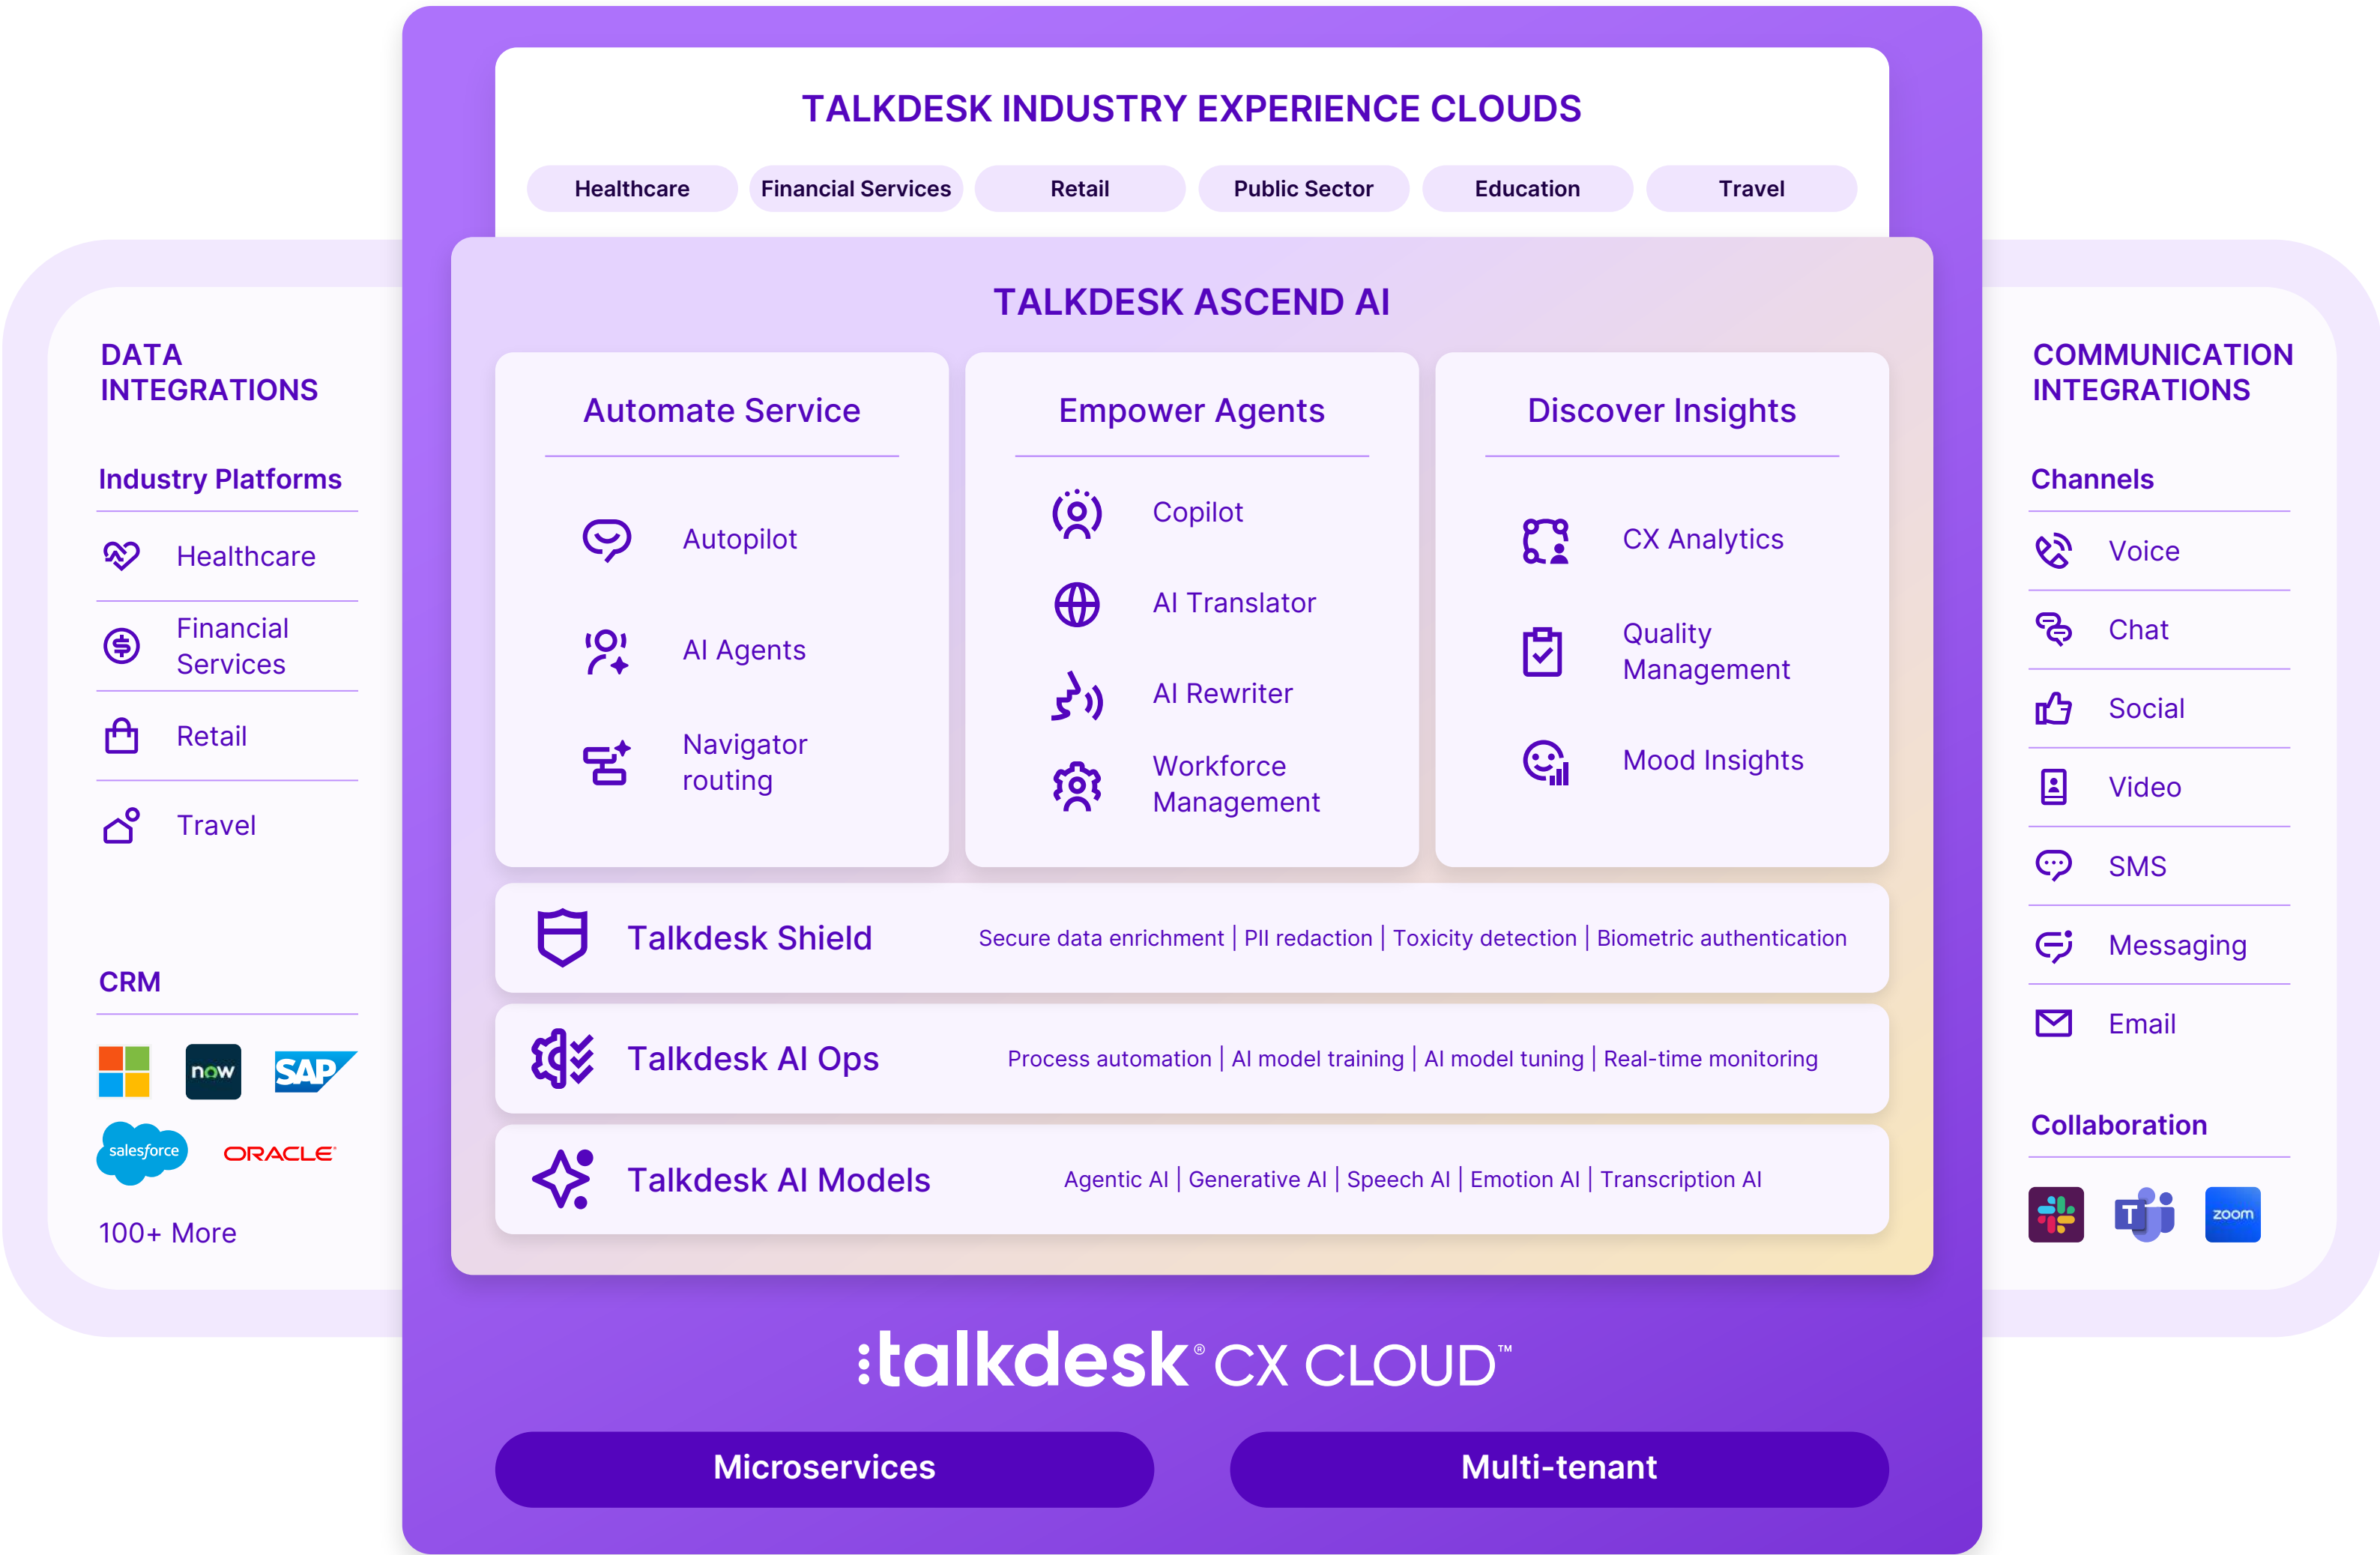 TALKDESK INDUSTRY EXPERIENCE CLOUDS
Healthcare
Financial Services
Retail
Public Sector
Education
Travel
DATA
INTEGRATIONS
Industry Platforms
Healthcare
Financial
Services
Retail
Travel
CRM
now
SAP
salesforce
ORACLE
100+ More
TALKDESK ASCEND AI
Automate Service
Autopilot
AI Agents
Navigator
routing
Empower Agents
Copilot
AI Translator
AI Rewriter
Workforce
Management
Discover Insights
CX Analytics
Quality
Management
Mood Insights
Talkdesk Shield
Secure data enrichment | PII redaction | Toxicity detection | Biometric authentication
Talkdesk AI Ops
Process automation | AI model training | AI model tuning | Real-time monitoring
Talkdesk AI Models
Agentic AI | Generative AI | Speech AI | Emotion AI | Transcription AI
talkdesk® CX CLOUD™
Microservices
Multi-tenant
COMMUNICATION
INTEGRATIONS
Channels
Voice
Chat
Social
Video
SMS
Messaging
Email
Collaboration
T
zoom